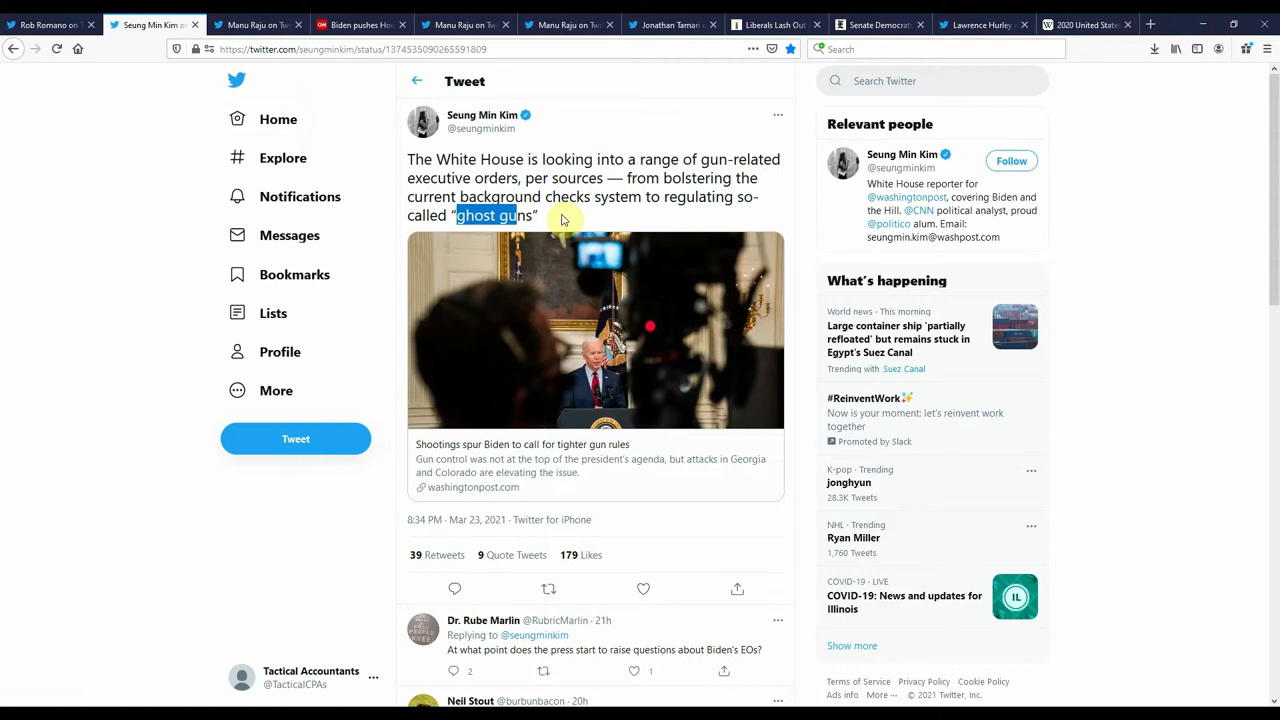 Rob Romano on T
Seung Min Kim on
Manu Raju on Tw
Biden pushes Hou
Manu Raju on Tw
Manu Raju on Tw
Jonathan Tamari o
Liberals Lash Out
Senate Democrat
Lawrence Hurley o
2020 United State
https://twitter.com/seungminkim/status/1374535090265591809
Search
Tweet
Search Twitter
Home
Explore
Notifications
Messages
Bookmarks
Lists
Profile
More
Tweet
Tactical Accountants
@TacticalCPAs
Seung Min Kim
@seungminkim
The White House is looking into a range of gun-related
executive orders, per sources — from bolstering the
current background checks system to regulating so-
called “ghost guns”
Shootings spur Biden to call for tighter gun rules
Gun control was not at the top of the president's agenda, but attacks in Georgia
and Colorado are elevating the issue.
washingtonpost.com
8:34 PM · Mar 23, 2021 · Twitter for iPhone
39 Retweets 9 Quote Tweets 179 Likes
Dr. Rube Marlin @RubricMarlin · 21h
Replying to @seungminkim
At what point does the press start to raise questions about Biden's EOs?
2 1
Neil Stout @burbunbacon · 20h
Relevant people
Seung Min Kim
@seungminkim
Follow
White House reporter for
@washingtonpost, covering Biden and
the Hill. @CNN political analyst, proud
@politico alum. Email:
seungmin.kim@washpost.com
What's happening
World news · This morning
Large container ship 'partially
refloated' but remains stuck in
Egypt's Suez Canal
Trending with Suez Canal
#ReinventWork
Now is your moment: let's reinvent work
together
Promoted by Slack
K-pop · Trending
jonghyun
28.3K Tweets
NHL · Trending
Ryan Miller
1,760 Tweets
COVID-19 · LIVE
COVID-19: News and updates for
Illinois
IL
Show more
Terms of Service Privacy Policy Cookie Policy
Ads info More © 2021 Twitter, Inc.